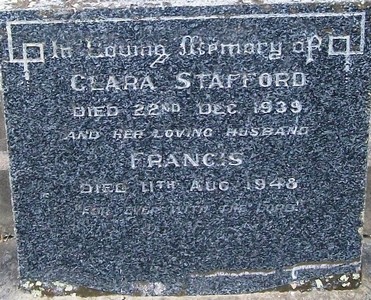 In Loving Memory of
CLARA STAFFORD
DIED 22ND DEC. 1939
AND HER LOVING HUSBAND
FRANCIS
DIED 11TH AUG 1948
"FOR EVER WITH THE LORD"